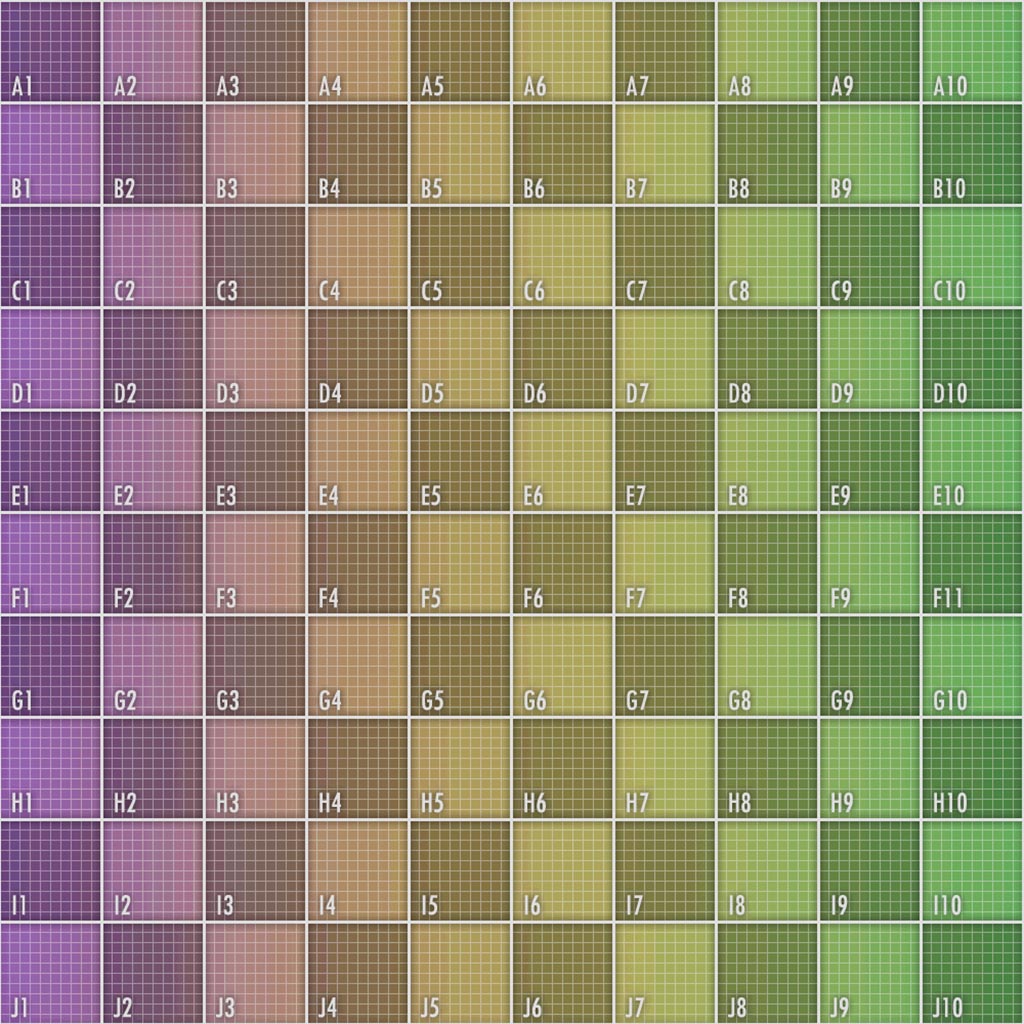 A1 A2 A3 A4 A5 A6 A7 A8 A9 A10
B1 B2 B3 B4 B5 B6 B7 B8 B9 B10
C1 C2 C3 C4 C5 C6 C7 C8 C9 C10
D1 D2 D3 D4 D5 D6 D7 D8 D9 D10
E1 E2 E3 E4 E5 E6 E7 E8 E9 E10
F1 F2 F3 F4 F5 F6 F7 F8 F9 F11
G1 G2 G3 G4 G5 G6 G7 G8 G9 G10
H1 H2 H3 H4 H5 H6 H7 H8 H9 H10
I1 I2 I3 I4 I5 I6 I7 I8 I9 I10
J1 J2 J3 J4 J5 J6 J7 J8 J9 J10